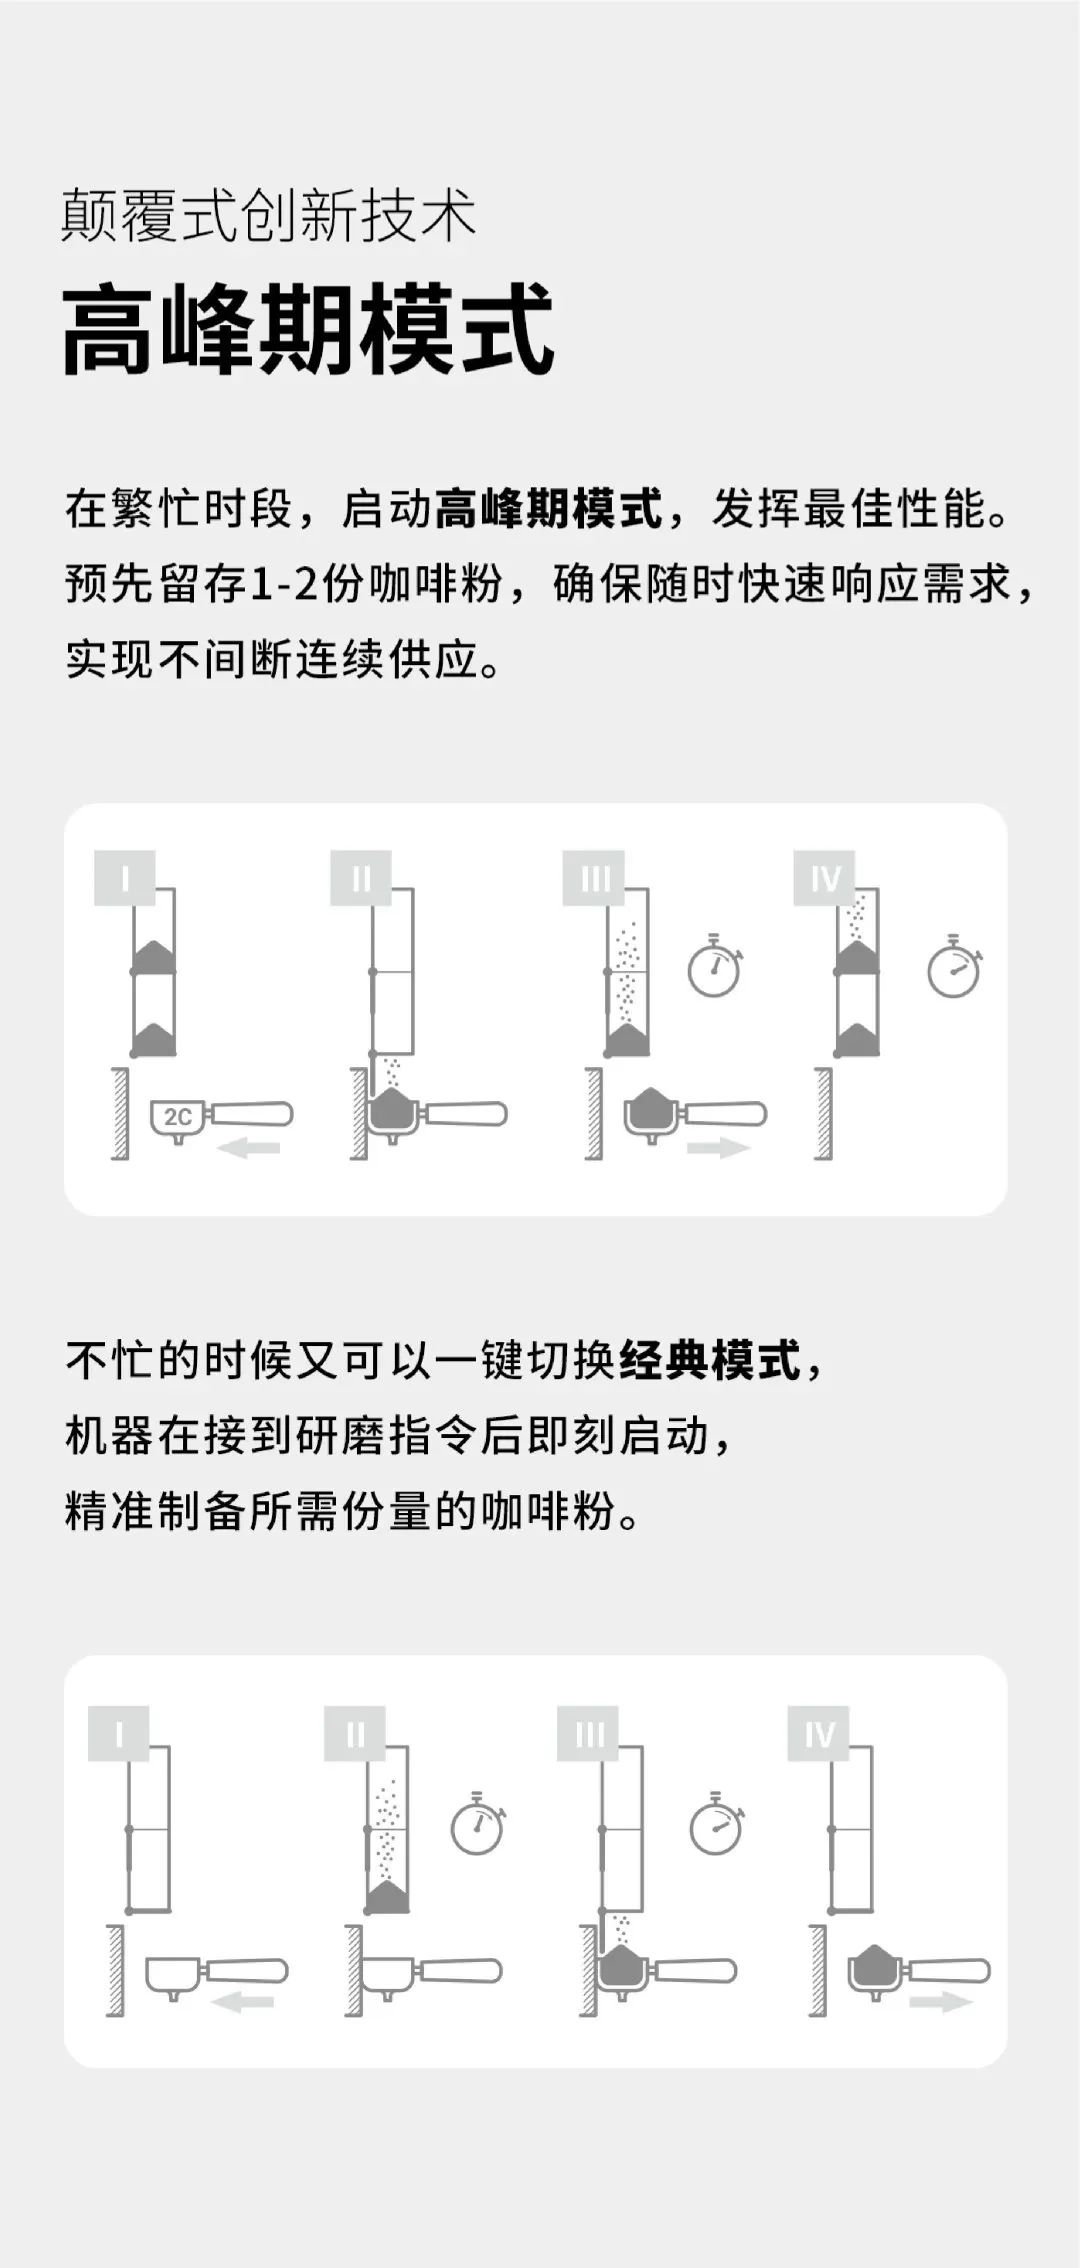 颠覆式创新技术
高峰期模式
在繁忙时段，启动高峰期模式，发挥最佳性能。
预先留存1-2份咖啡粉，确保随时快速响应需求，
实现不间断连续供应。
I
II
III
IV
2C
不忙的时候又可以一键切换经典模式，
机器在接到研磨指令后即刻启动，
精准制备所需份量的咖啡粉。
I
II
III
IV